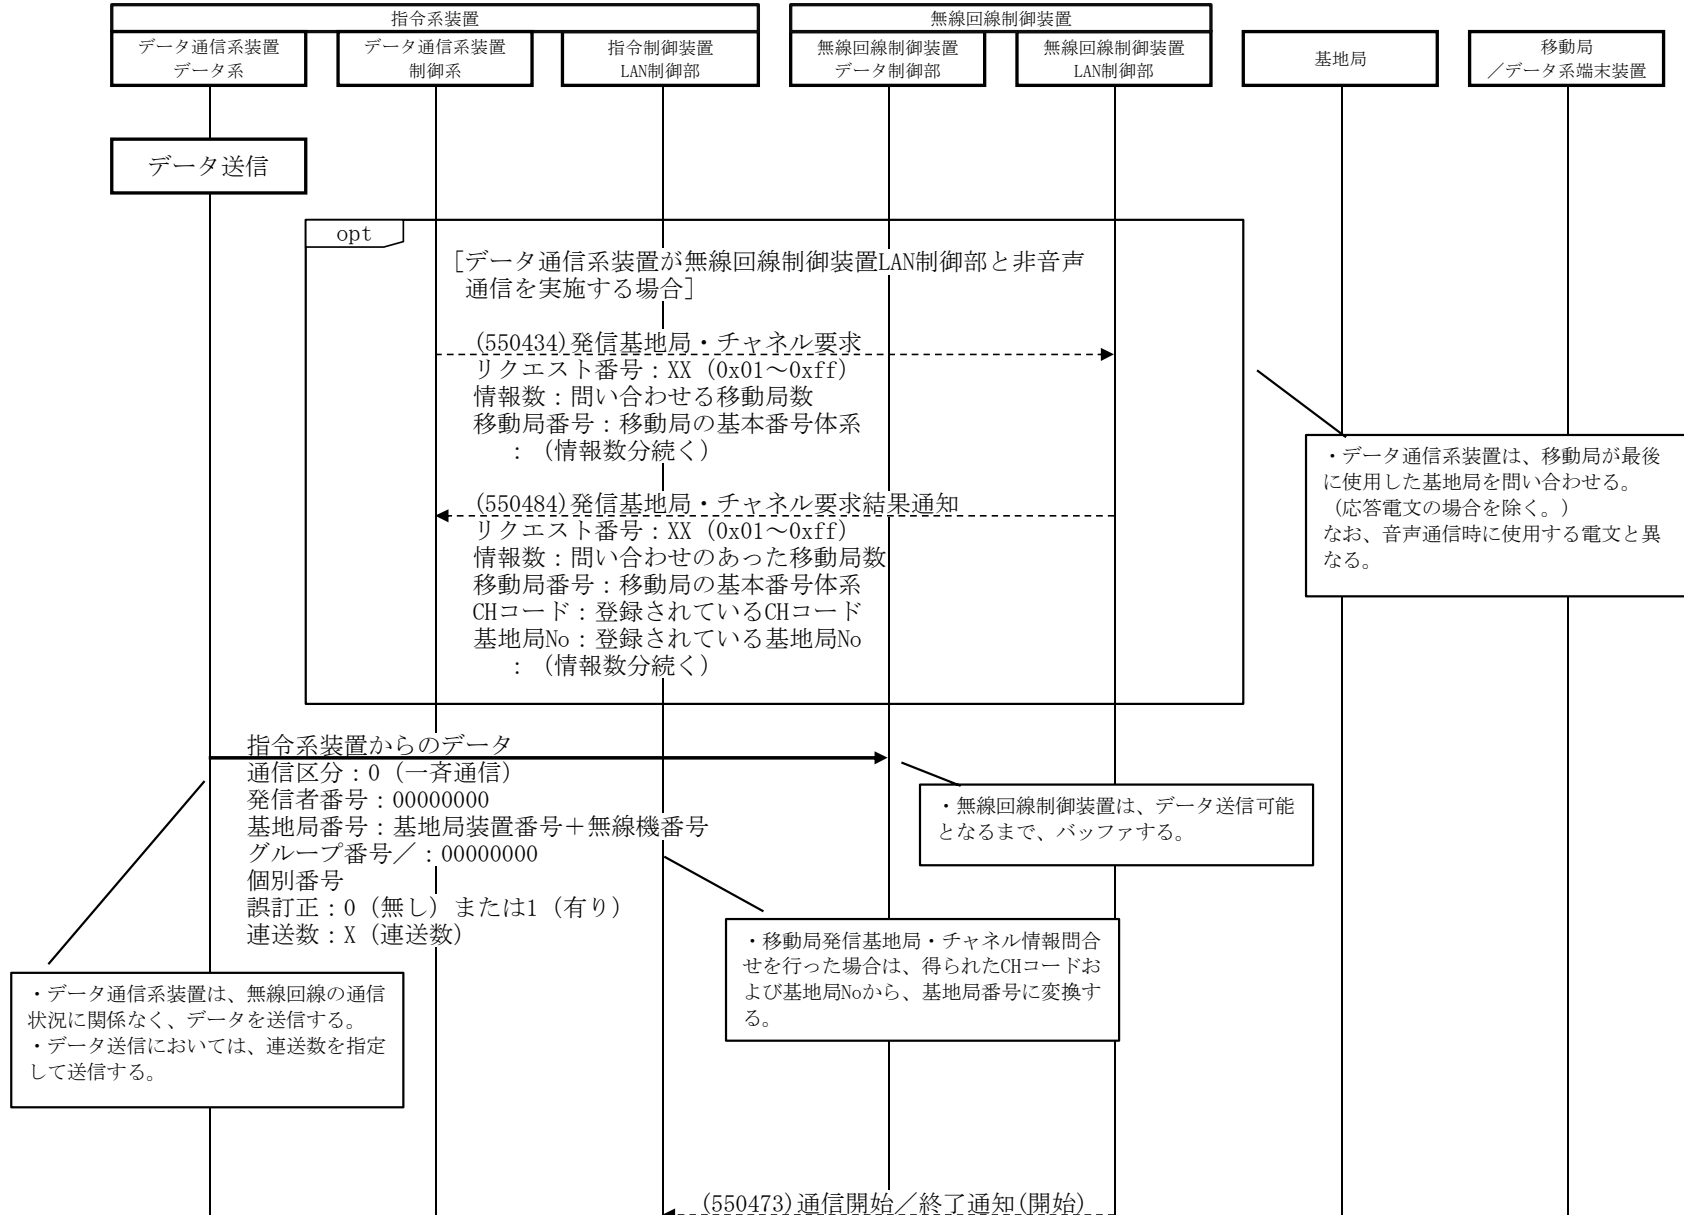 指令系装置
無線回線制御装置
データ通信系装置
データ系
データ通信系装置
制御系
指令制御装置
LAN制御部
無線回線制御装置
データ制御部
無線回線制御装置
LAN制御部
基地局
移動局
／データ系端末装置
データ送信
opt
[データ通信系装置が無線回線制御装置LAN制御部と非音声
通信を実施する場合]
(550434)発信基地局・チャネル要求
リクエスト番号：XX（0x01～0xff）
情報数：問い合わせる移動局数
移動局番号：移動局の基本番号体系
：（情報数分続く）
・データ通信系装置は、移動局が最後
に使用した基地局を問い合わせる。
（応答電文の場合を除く。）
なお、音声通信時に使用する電文と異
なる。
(550484)発信基地局・チャネル要求結果通知
リクエスト番号：XX（0x01～0xff）
情報数：問い合わせのあった移動局数
移動局番号：移動局の基本番号体系
CHコード：登録されているCHコード
基地局No：登録されている基地局No
：（情報数分続く）
指令系装置からのデータ
通信区分：0（一斉通信）
発信者番号：00000000
基地局番号：基地局装置番号＋無線機番号
グループ番号／：00000000
個別番号
誤訂正：0（無し）または1（有り）
連送数：X（連送数）
・無線回線制御装置は、データ送信可能
となるまで、バッファする。
・移動局発信基地局・チャネル情報問合
せを行った場合は、得られたCHコードお
よび基地局Noから、基地局番号に変換す
る。
・データ通信系装置は、無線回線の通信
状況に関係なく、データを送信する。
・データ送信においては、連送数を指定
して送信する。
(550473)通信開始／終了通知(開始)